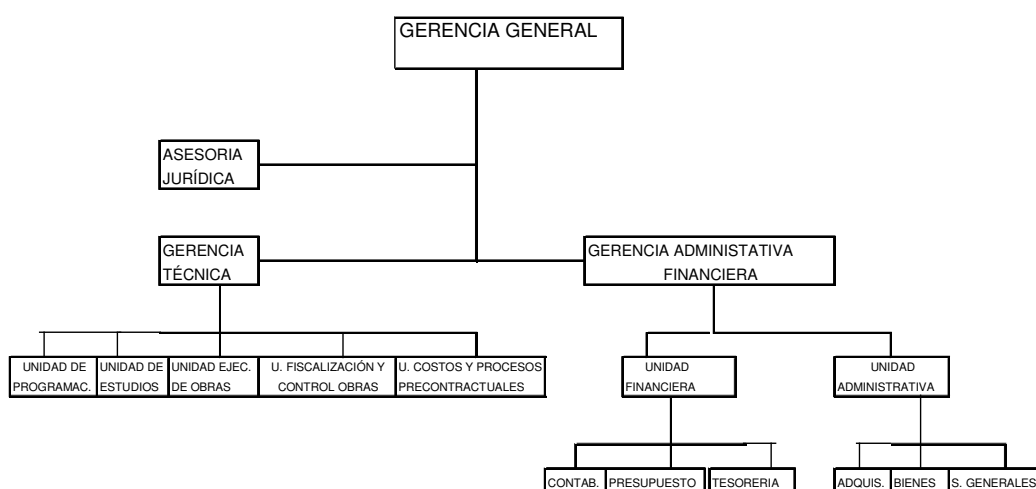 GERENCIA GENERAL
ASESORIA
JURÍDICA
GERENCIA
TÉCNICA
GERENCIA ADMINISTATIVA
FINANCIERA
UNIDAD DE
PROGRAMAC.
UNIDAD DE
ESTUDIOS
UNIDAD EJEC.
DE OBRAS
U. FISCALIZACIÓN Y
CONTROL OBRAS
U. COSTOS Y PROCESOS
PRECONTRACTUALES
UNIDAD
FINANCIERA
UNIDAD
ADMINISTRATIVA
CONTAB.
PRESUPUESTO
TESORERIA
ADQUIS.
BIENES
S. GENERALES